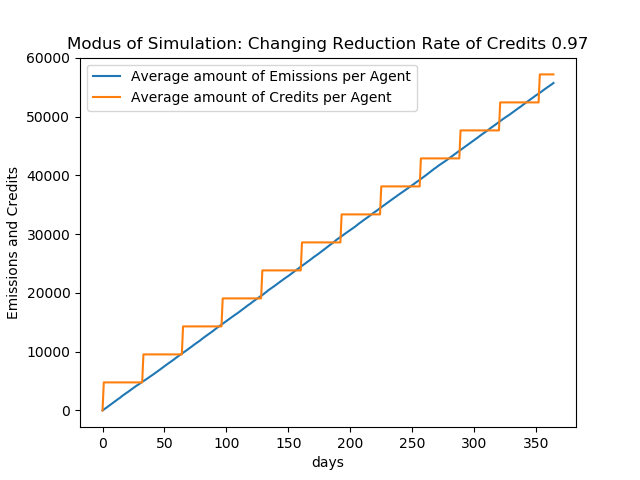 Modus of Simulation: Changing Reduction Rate of Credits 0.97
Average amount of Emissions per Agent
Average amount of Credits per Agent
Emissions and Credits
60000
50000
40000
30000
20000
10000
0
0 50 100 150 200 250 300 350
days